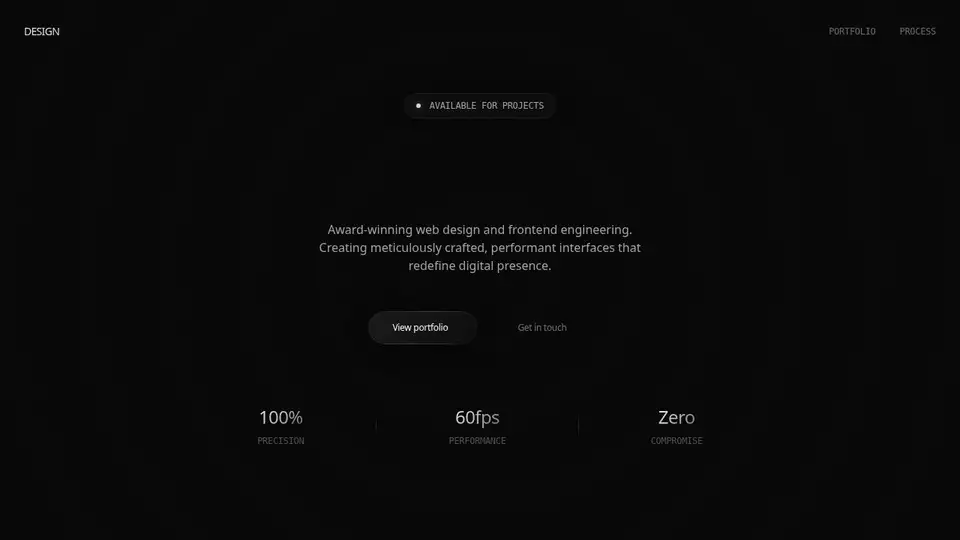 DESIGN
PORTFOLIO
PROCESS
AVAILABLE FOR PROJECTS
Award-winning web design and frontend engineering.
Creating meticulously crafted, performant interfaces that
redefine digital presence.
View portfolio
Get in touch
100%
60fps
Zero
PRECISION
PERFORMANCE
COMPROMISE